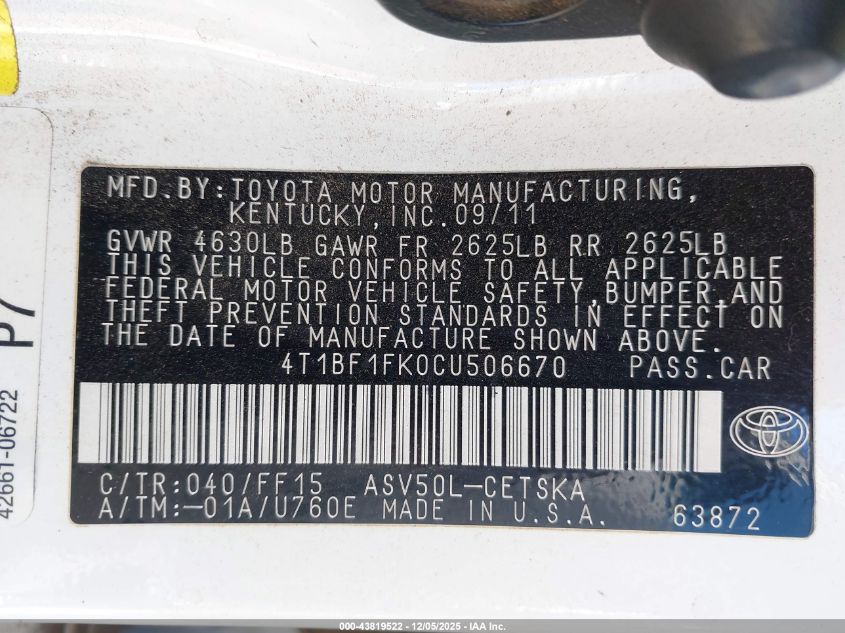 MFD.BY:TOYOTA MOTOR MANUFACTURING,
KENTUCKY,INC.09/11
GVWR 4630LB GAWR FR 2625LB RR 2625LB
THIS VEHICLE CONFORMS TO ALL APPLICABLE
FEDERAL MOTOR VEHICLE SAFETY,BUMPER,AND
THEFT PREVENTION STANDARDS IN EFFECT ON
THE DATE OF MANUFACTURE SHOWN ABOVE.
4T1BF1FK0CU506670 PASS.CAR
C/TR:040/FF15 ASV50L-CETSKA
A/TM:-01A/U760E MADE IN U.S.A. 63872
P7
42661-06722
000-43819522 - 12/05/2025 - IAA Inc.